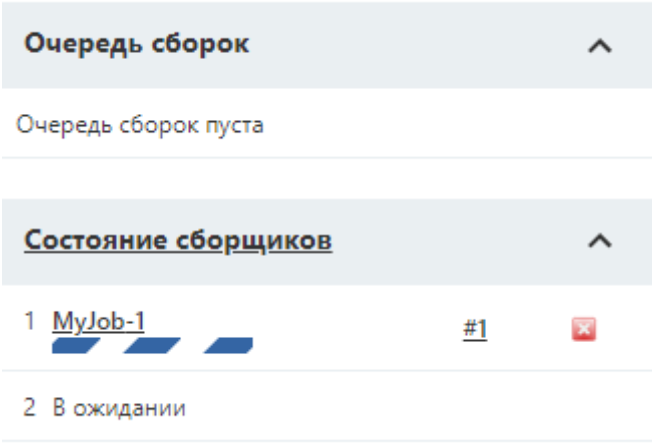 Очередь сборок
Очередь сборок пуста
Состояние сборщиков
1 MyJob-1 #1
2 В ожидании